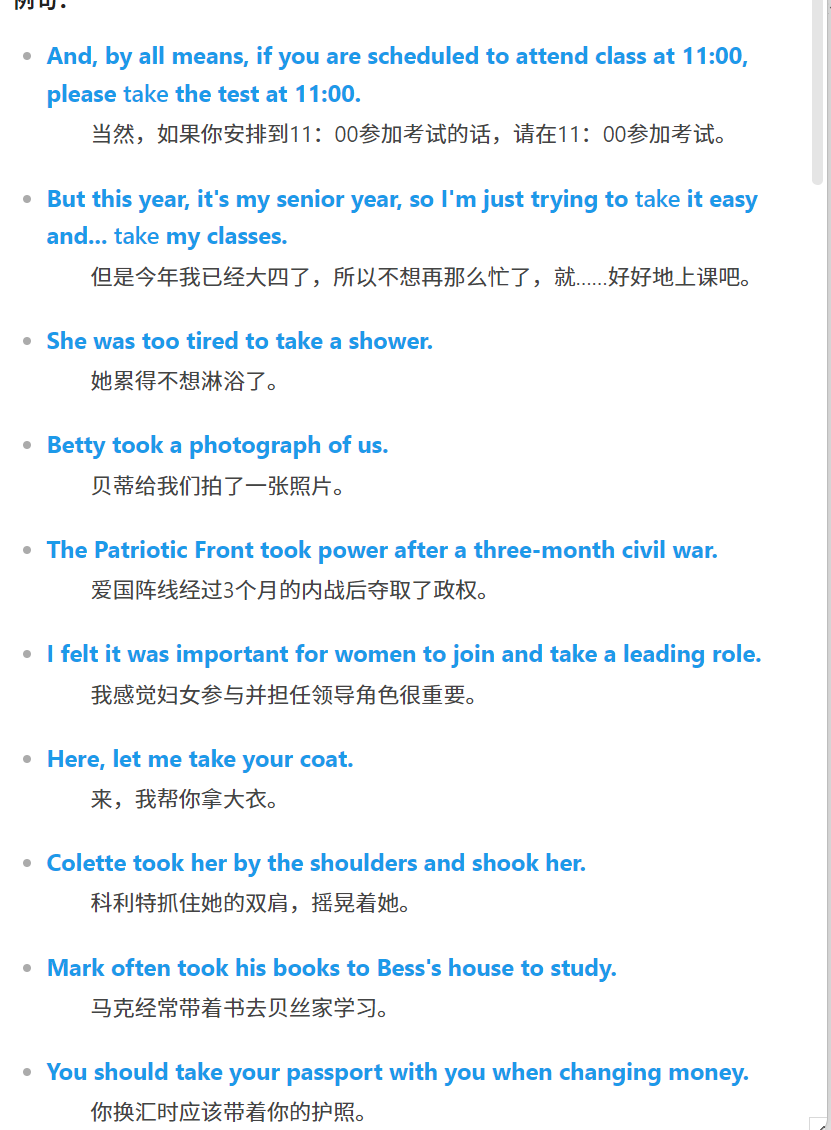 例句：
And, by all means, if you are scheduled to attend class at 11:00,
please take the test at 11:00.
当然，如果你安排到11：00参加考试的话，请在11：00参加考试。
But this year, it's my senior year, so I'm just trying to take it easy
and... take my classes.
但是今年我已经大四了，所以不想再那么忙了，就......好好地上课吧。
She was too tired to take a shower.
她累得不想淋浴了。
Betty took a photograph of us.
贝蒂给我们拍了一张照片。
The Patriotic Front took power after a three-month civil war.
爱国阵线经过3个月的内战后夺取了政权。
I felt it was important for women to join and take a leading role.
我感觉妇女参与并担任领导角色很重要。
Here, let me take your coat.
来，我帮你拿大衣。
Colette took her by the shoulders and shook her.
科利特抓住她的双肩，摇晃着她。
Mark often took his books to Bess's house to study.
马克经常带着书去贝丝家学习。
You should take your passport with you when changing money.
你换汇时应该带着你的护照。